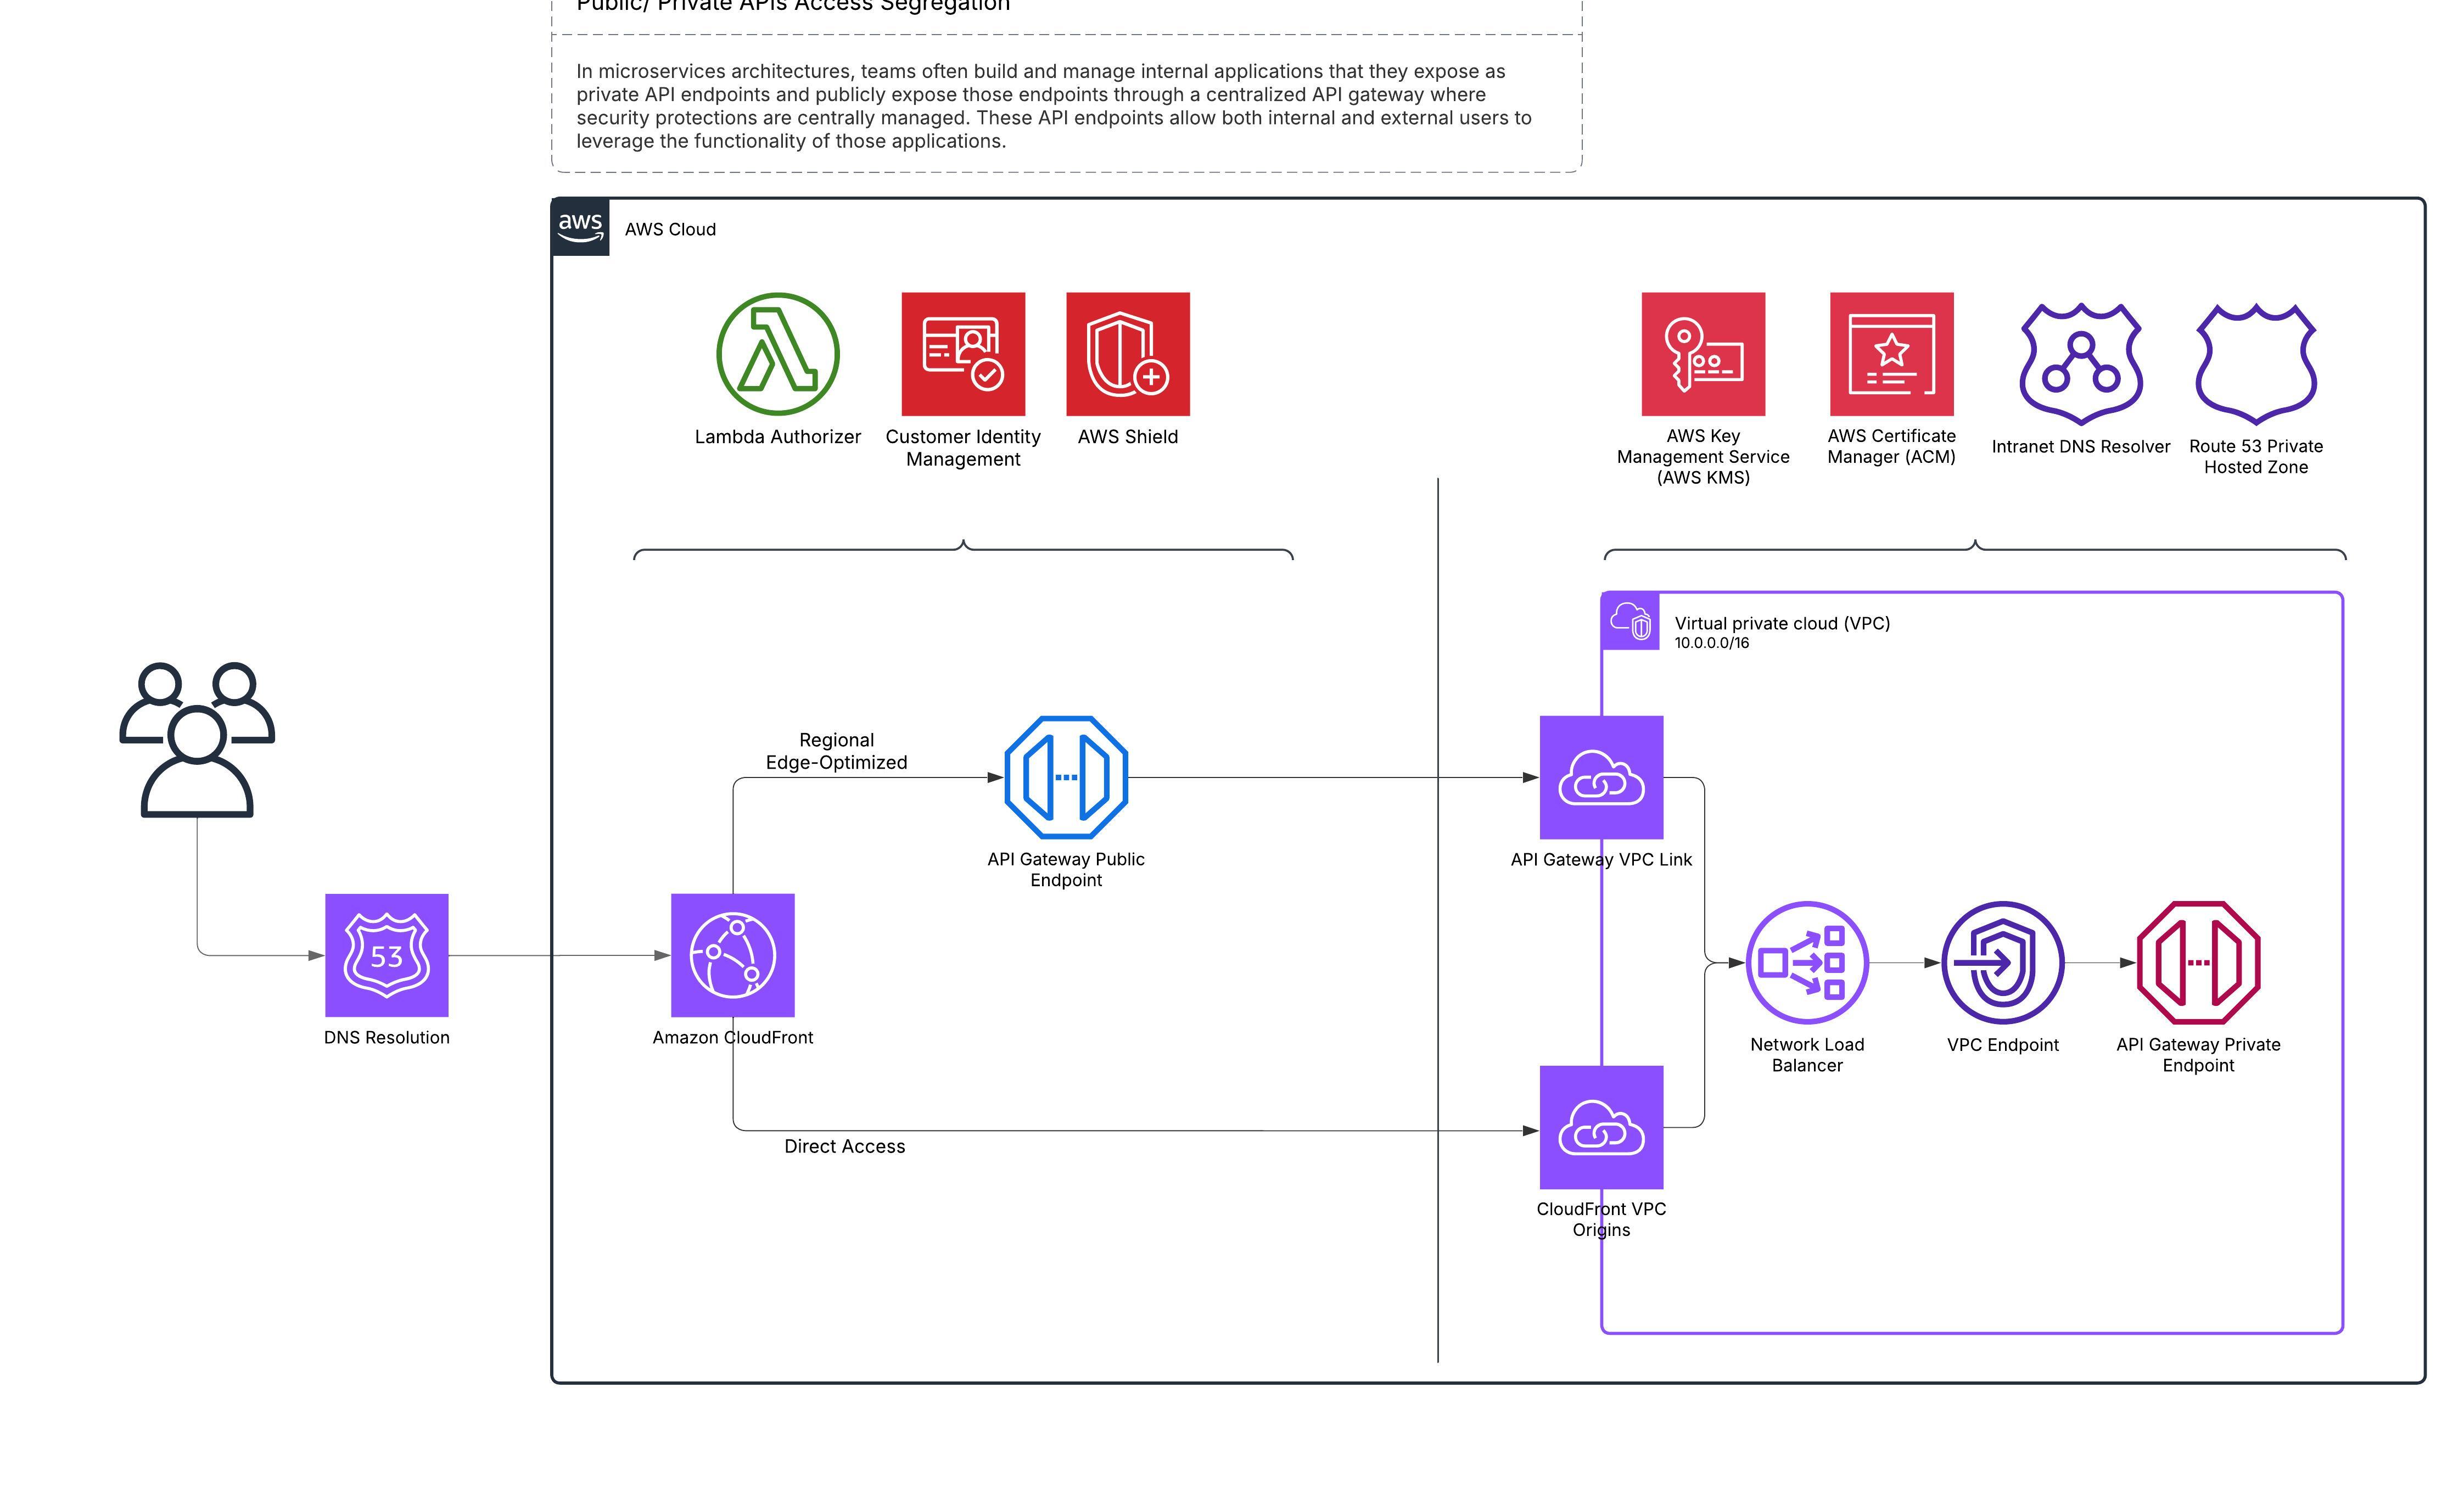 Public/ Private APIs Access Segregation
In microservices architectures, teams often build and manage internal applications that they expose as
private API endpoints and publicly expose those endpoints through a centralized API gateway where
security protections are centrally managed. These API endpoints allow both internal and external users to
leverage the functionality of those applications.
aws
AWS Cloud
Lambda Authorizer
Customer Identity
Management
AWS Shield
AWS Key
Management Service
(AWS KMS)
AWS Certificate
Manager (ACM)
Intranet DNS Resolver
Route 53 Private
Hosted Zone
Virtual private cloud (VPC)
10.0.0.0/16
Regional
Edge-Optimized
API Gateway Public
Endpoint
API Gateway VPC Link
53
DNS Resolution
Amazon CloudFront
Network Load
Balancer
VPC Endpoint
API Gateway Private
Endpoint
Direct Access
CloudFront VPC
Origins